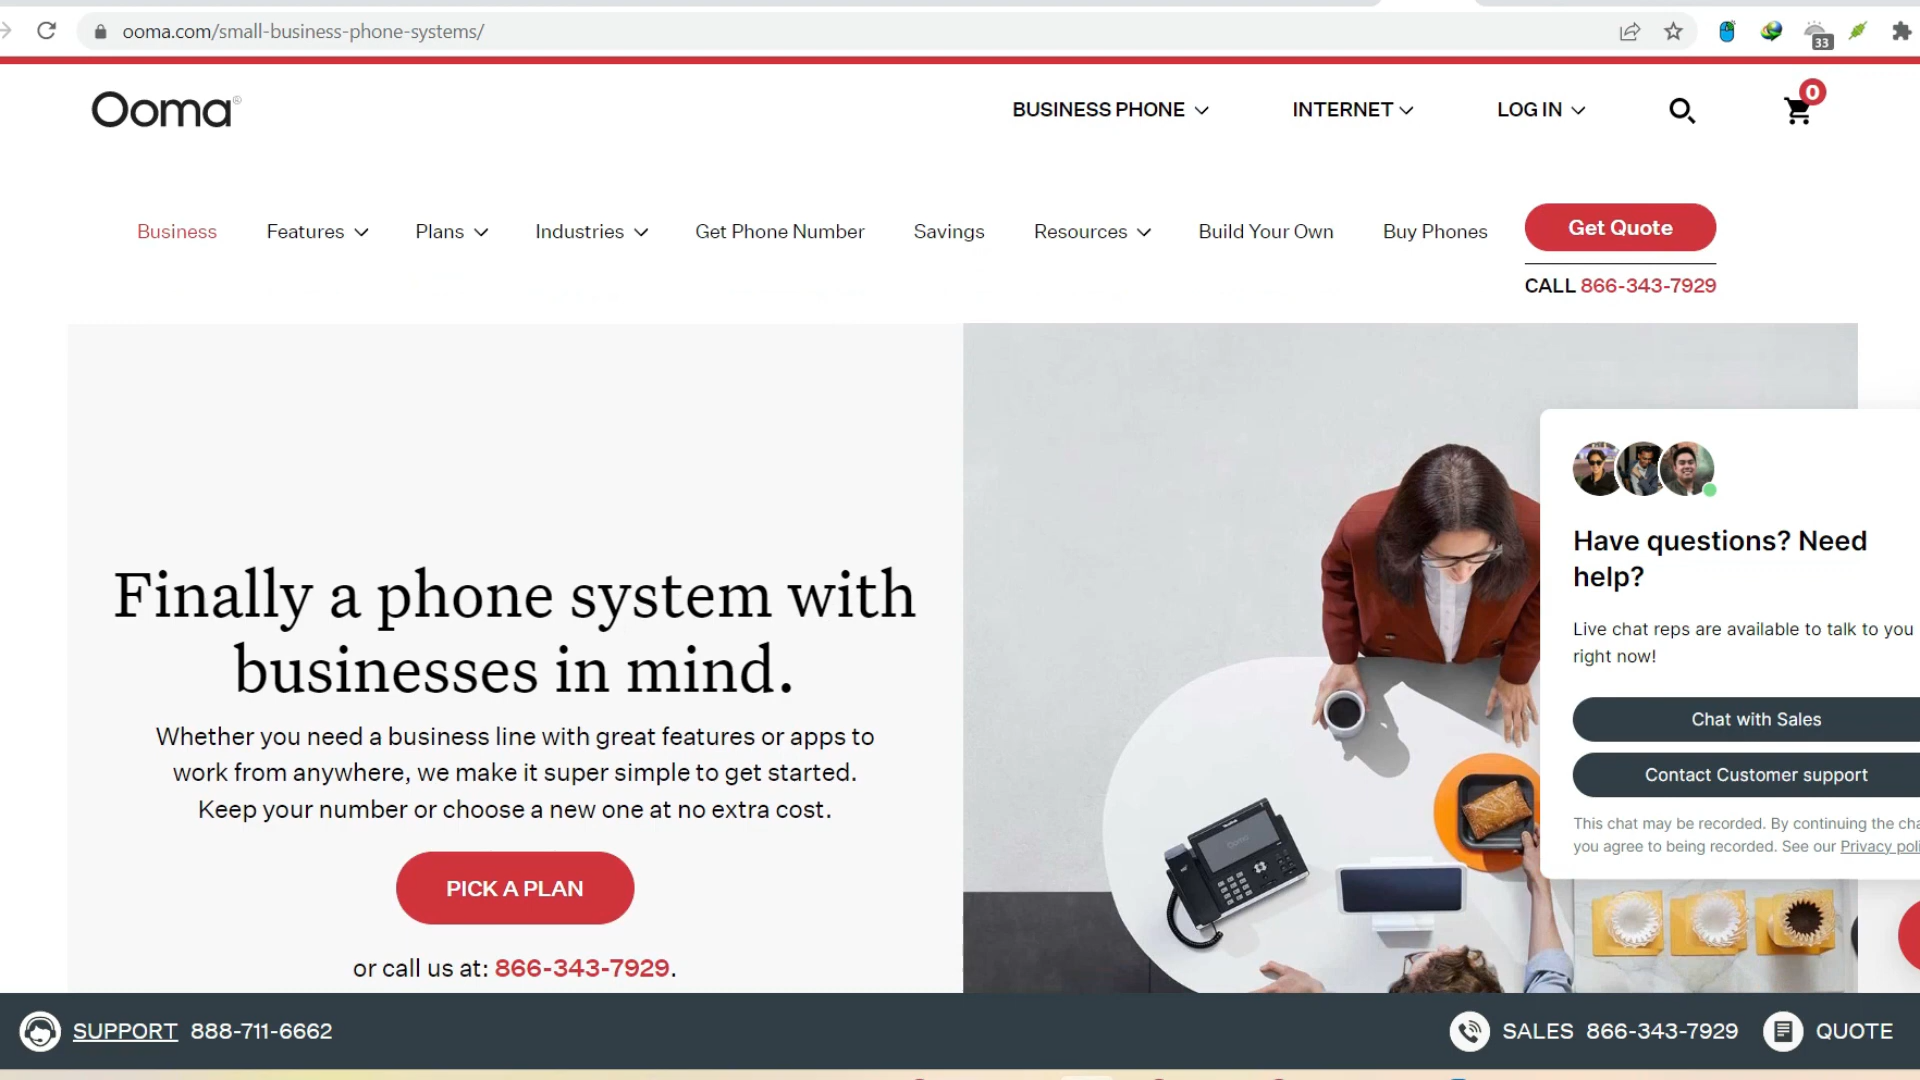 ooma.com/small-business-phone-systems/
33
Ooma®
BUSINESS PHONE
INTERNET
LOG IN
0
Business
Features
Plans
Industries
Get Phone Number
Savings
Resources
Build Your Own
Buy Phones
Get Quote
CALL 866-343-7929
Finally a phone system with
businesses in mind.
Whether you need a business line with great features or apps to
work from anywhere, we make it super simple to get started.
Keep your number or choose a new one at no extra cost.
PICK A PLAN
or call us at: 866-343-7929.
Ooma
Have questions? Need
help?
Live chat reps are available to talk to you
right now!
Chat with Sales
Contact Customer support
This chat may be recorded. By continuing the cha
you agree to being recorded. See our Privacy poli
SUPPORT 888-711-6662
SALES 866-343-7929
QUOTE